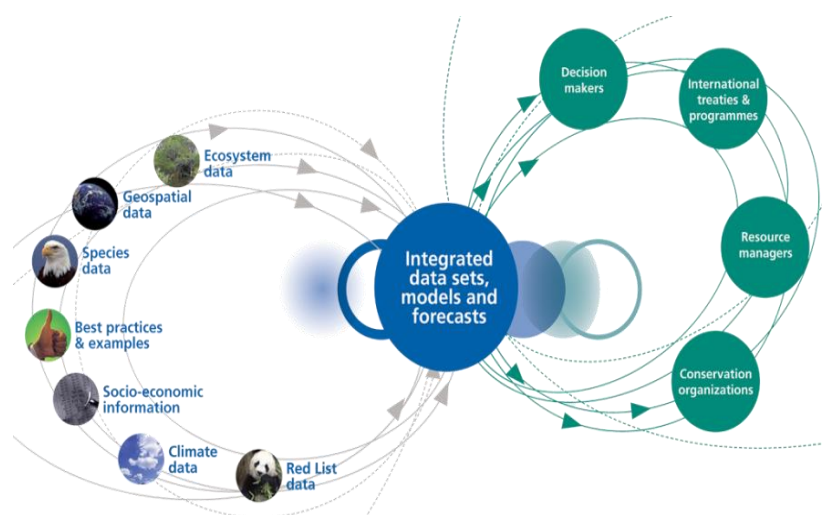 Ecosystem
data
Geospatial
data
Species
data
Best practices
& examples
Socio-economic
information
Climate
data
Red List
data
Integrated
data sets,
models and
forecasts
Decision
makers
International
treaties &
programmes
Resource
managers
Conservation
organizations